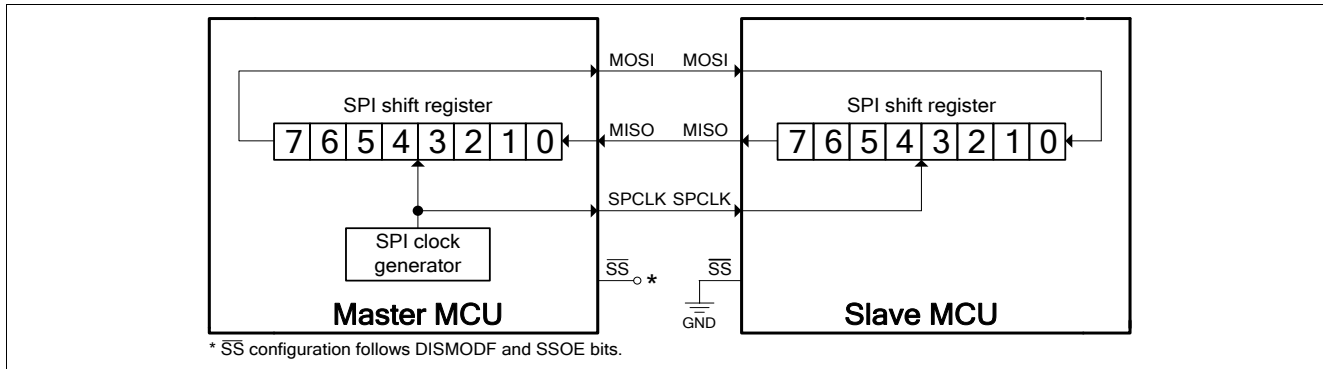 MOSI MOSI
SPI shift register SPI shift register
7 6 5 4 3 2 1 0 MISO MISO 7 6 5 4 3 2 1 0
SPCLK SPCLK
SPI clock
generator
SS * SS
GND
Master MCU Slave MCU
* SS configuration follows DISMODF and SSOE bits.